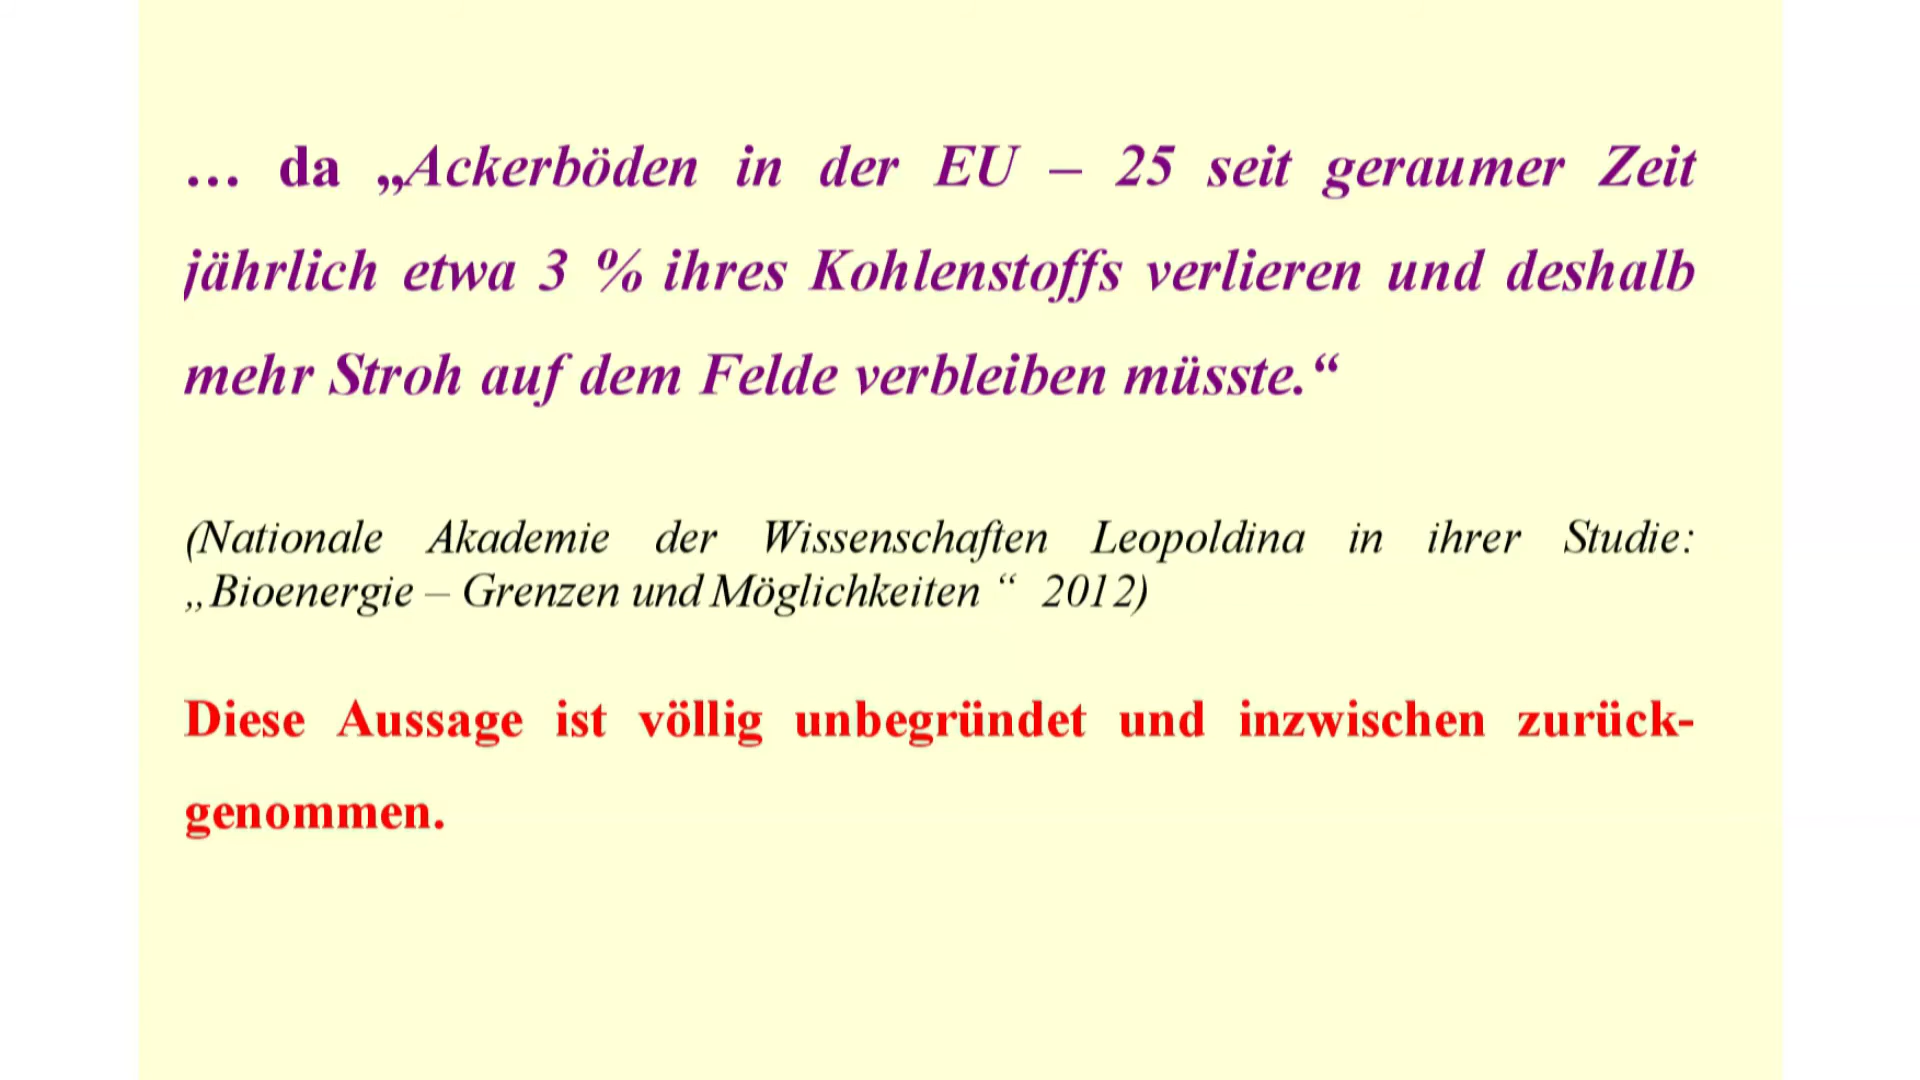 … da „Ackerböden in der EU – 25 seit geraumer Zeit
jährlich etwa 3 % ihres Kohlenstoffs verlieren und deshalb
mehr Stroh auf dem Felde verbleiben müsste.“
(Nationale Akademie der Wissenschaften Leopoldina in ihrer Studie:
„Bioenergie – Grenzen und Möglichkeiten “ 2012)
Diese Aussage ist völlig unbegründet und inzwischen zurück-
genommen.